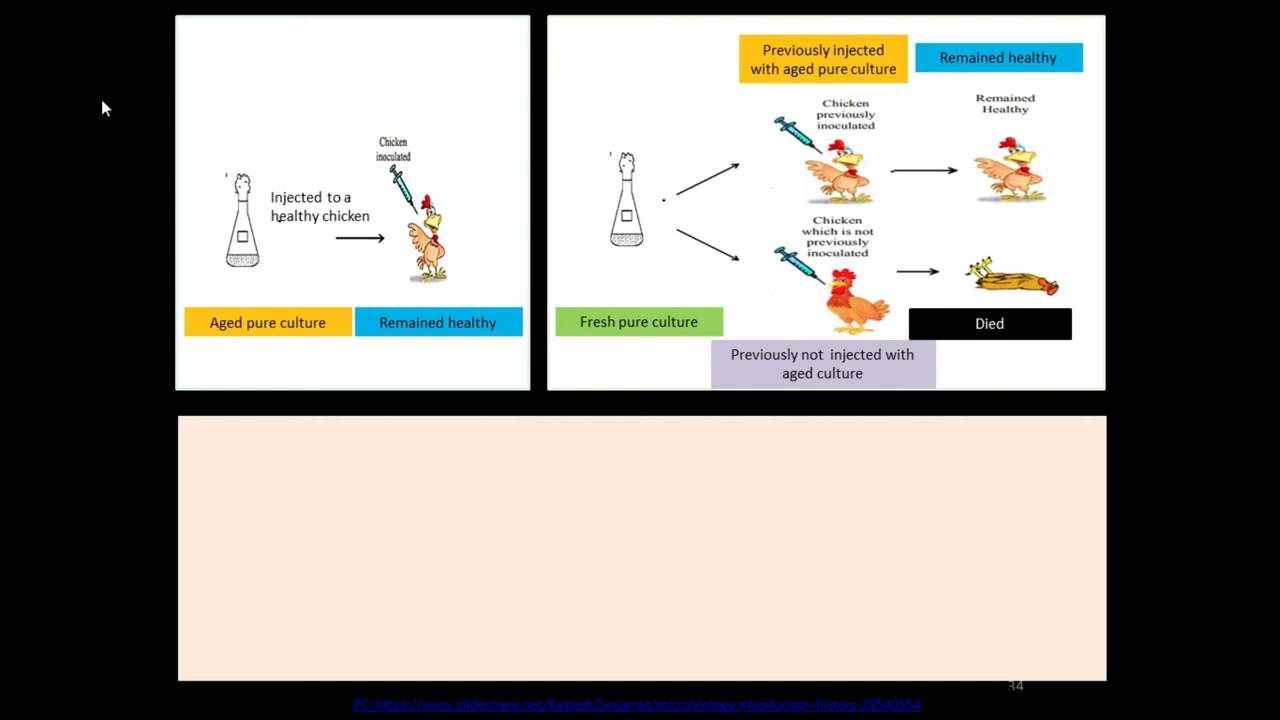 Chicken
inoculated
Injected to a
healthy chicken
Aged pure culture
Remained healthy
Previously injected
with aged pure culture
Remained healthy
Chicken
previously
inoculated
Remained
Healthy
Chicken
which is not
previously
inoculated
Fresh pure culture
Died
Previously not injected with
aged culture
34
PC: https://www.slideshare.net/KalpeshZunjarrao/microbiology-introduction-history-29540554